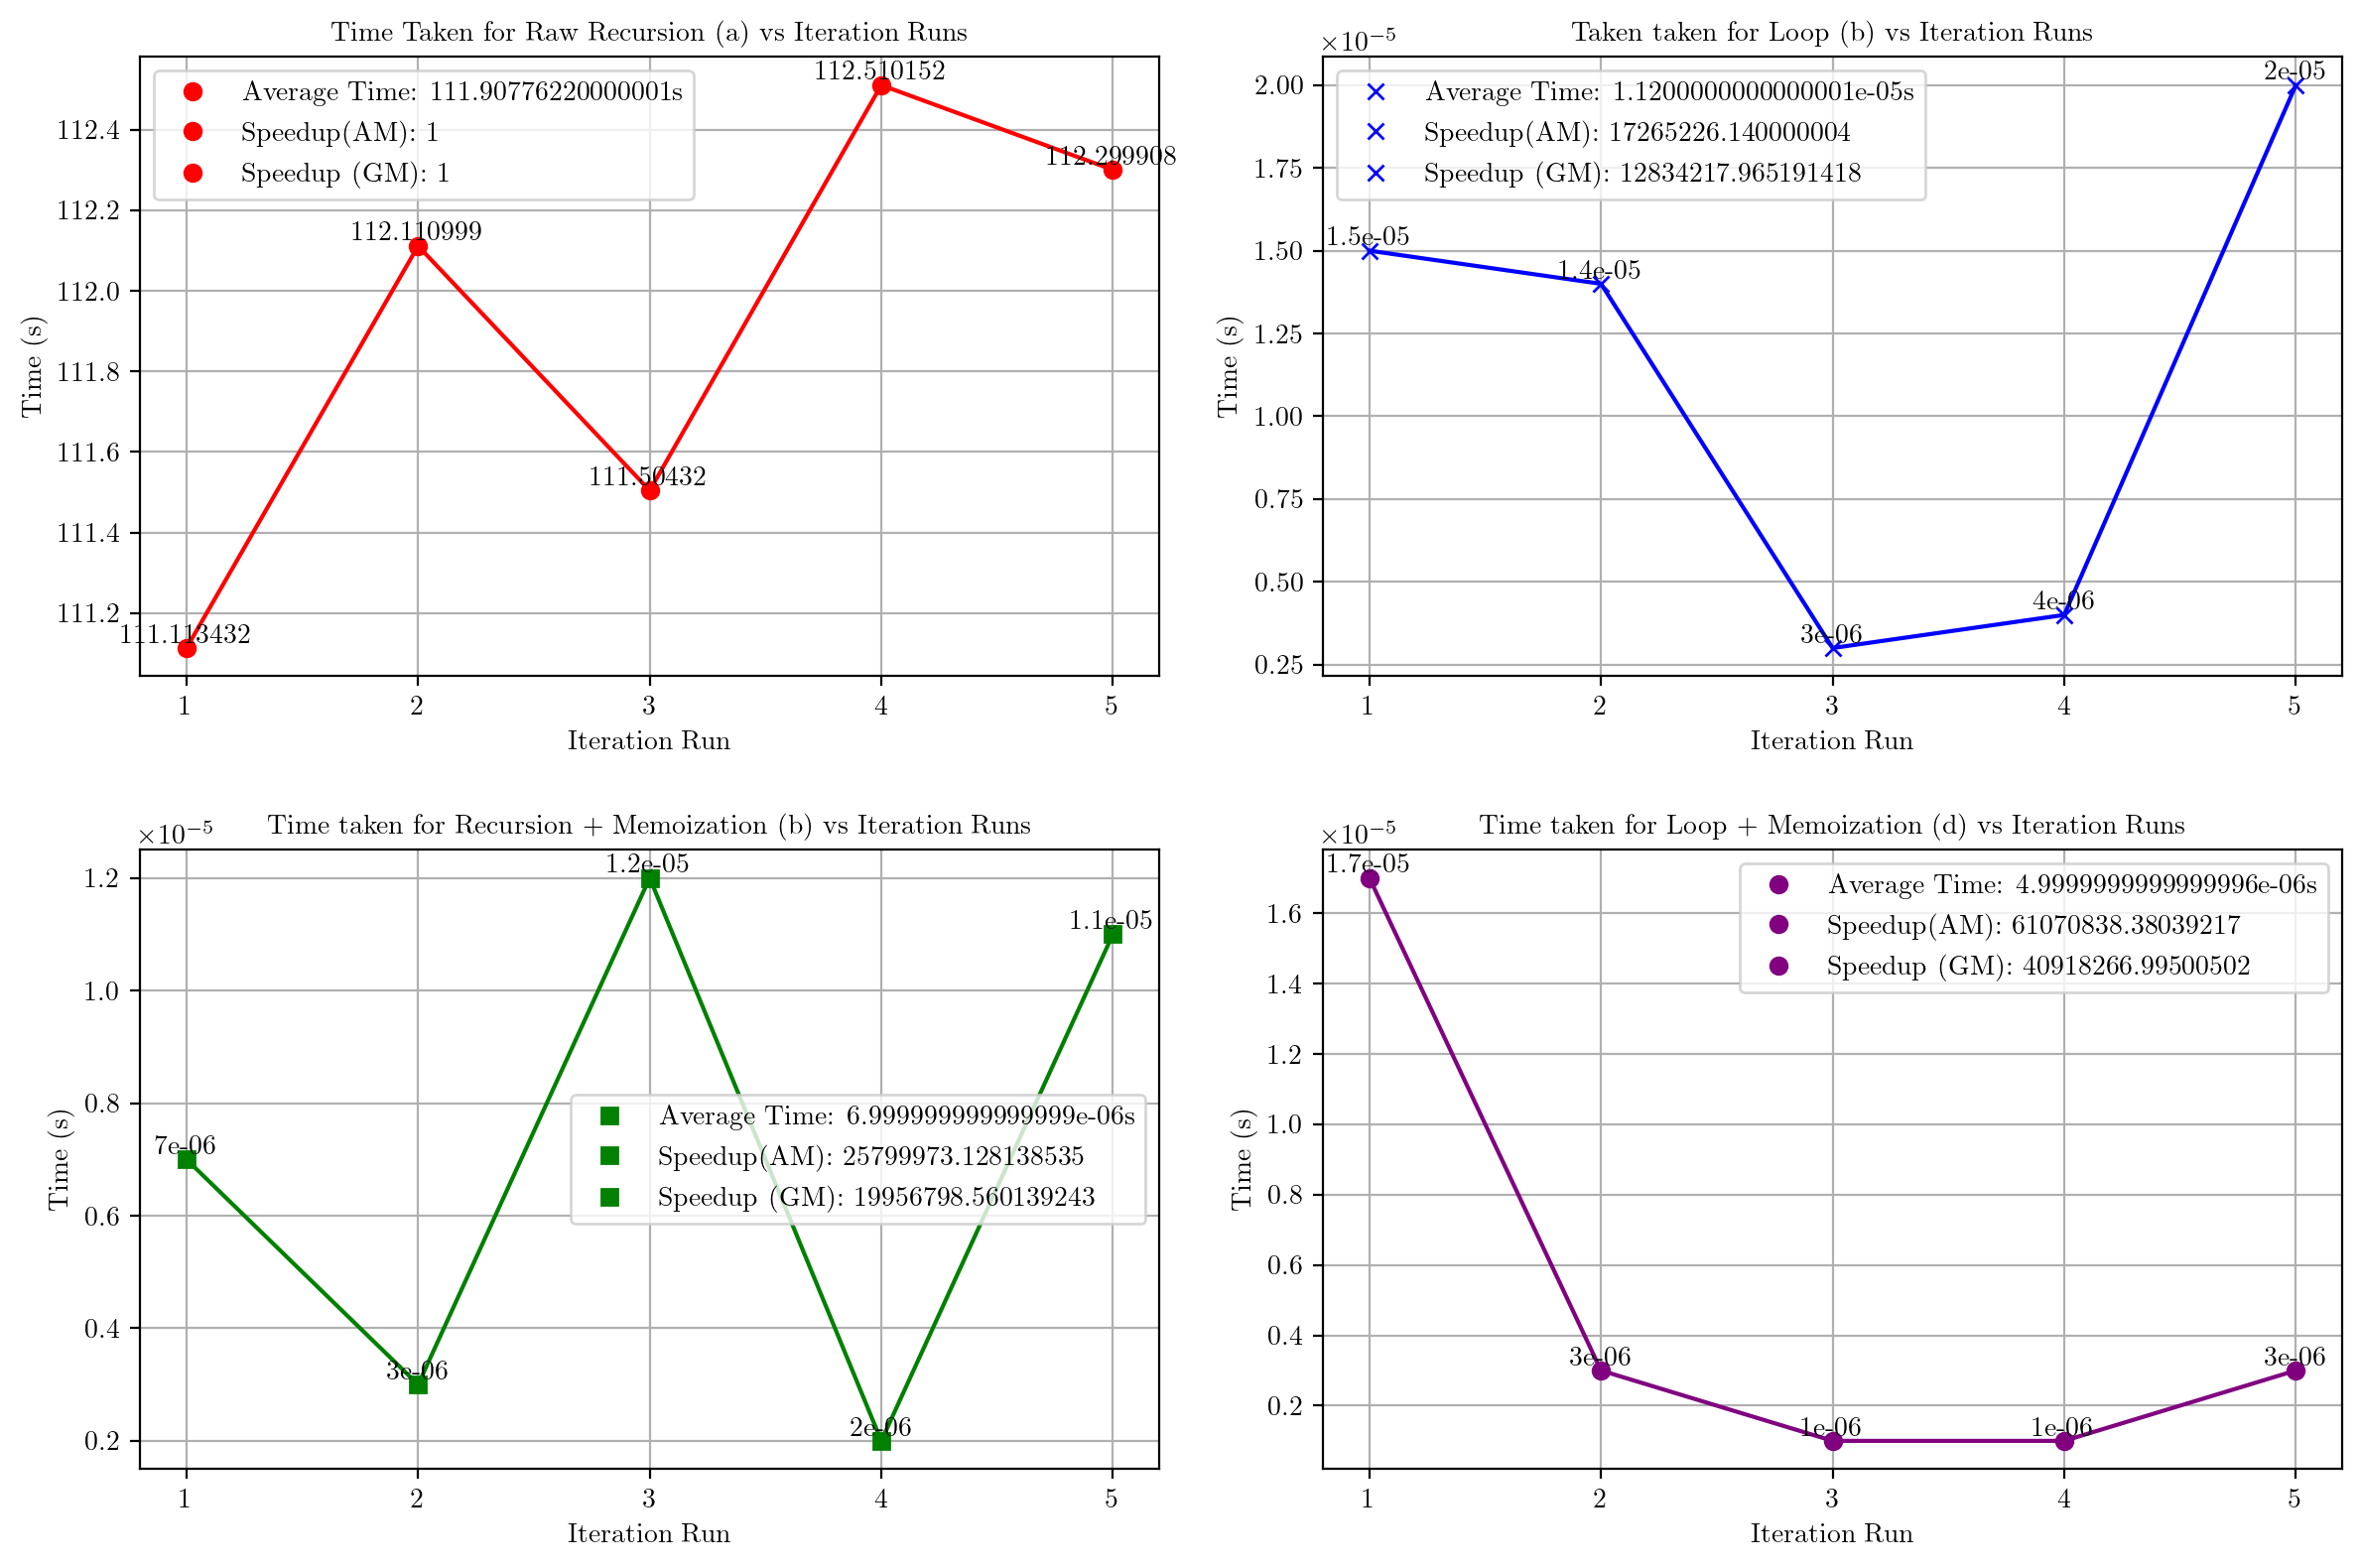 Time Taken for Raw Recursion (a) vs Iteration Runs
Average Time: 111.90776220000001s
Speedup(AM): 1
Speedup (GM): 1
112.510152
112.299908
112.110999
111.50432
111.113432
112.4
112.2
112.0
111.8
111.6
111.4
111.2
Time (s)
1 2 3 4 5
Iteration Run
Taken taken for Loop (b) vs Iteration Runs
×10⁻⁵
Average Time: 1.1200000000000001e-05s
Speedup(AM): 17265226.140000004
Speedup (GM): 12834217.965191418
2e-05
1.5e-05
1.4e-05
4e-06
3e-06
2.00
1.75
1.50
1.25
1.00
0.75
0.50
0.25
Time (s)
1 2 3 4 5
Iteration Run
Time taken for Recursion + Memoization (b) vs Iteration Runs
×10⁻⁵
1.2e-05
1.1e-05
Average Time: 6.999999999999999e-06s
Speedup(AM): 25799973.128138535
Speedup (GM): 19956798.560139243
7e-06
3e-06
2e-06
1.2
1.0
0.8
0.6
0.4
0.2
Time (s)
1 2 3 4 5
Iteration Run
Time taken for Loop + Memoization (d) vs Iteration Runs
×10⁻⁵
1.7e-05
Average Time: 4.9999999999999996e-06s
Speedup(AM): 61070838.38039217
Speedup (GM): 40918266.99500502
3e-06
3e-06
1e-06
1e-06
1.6
1.4
1.2
1.0
0.8
0.6
0.4
0.2
Time (s)
1 2 3 4 5
Iteration Run